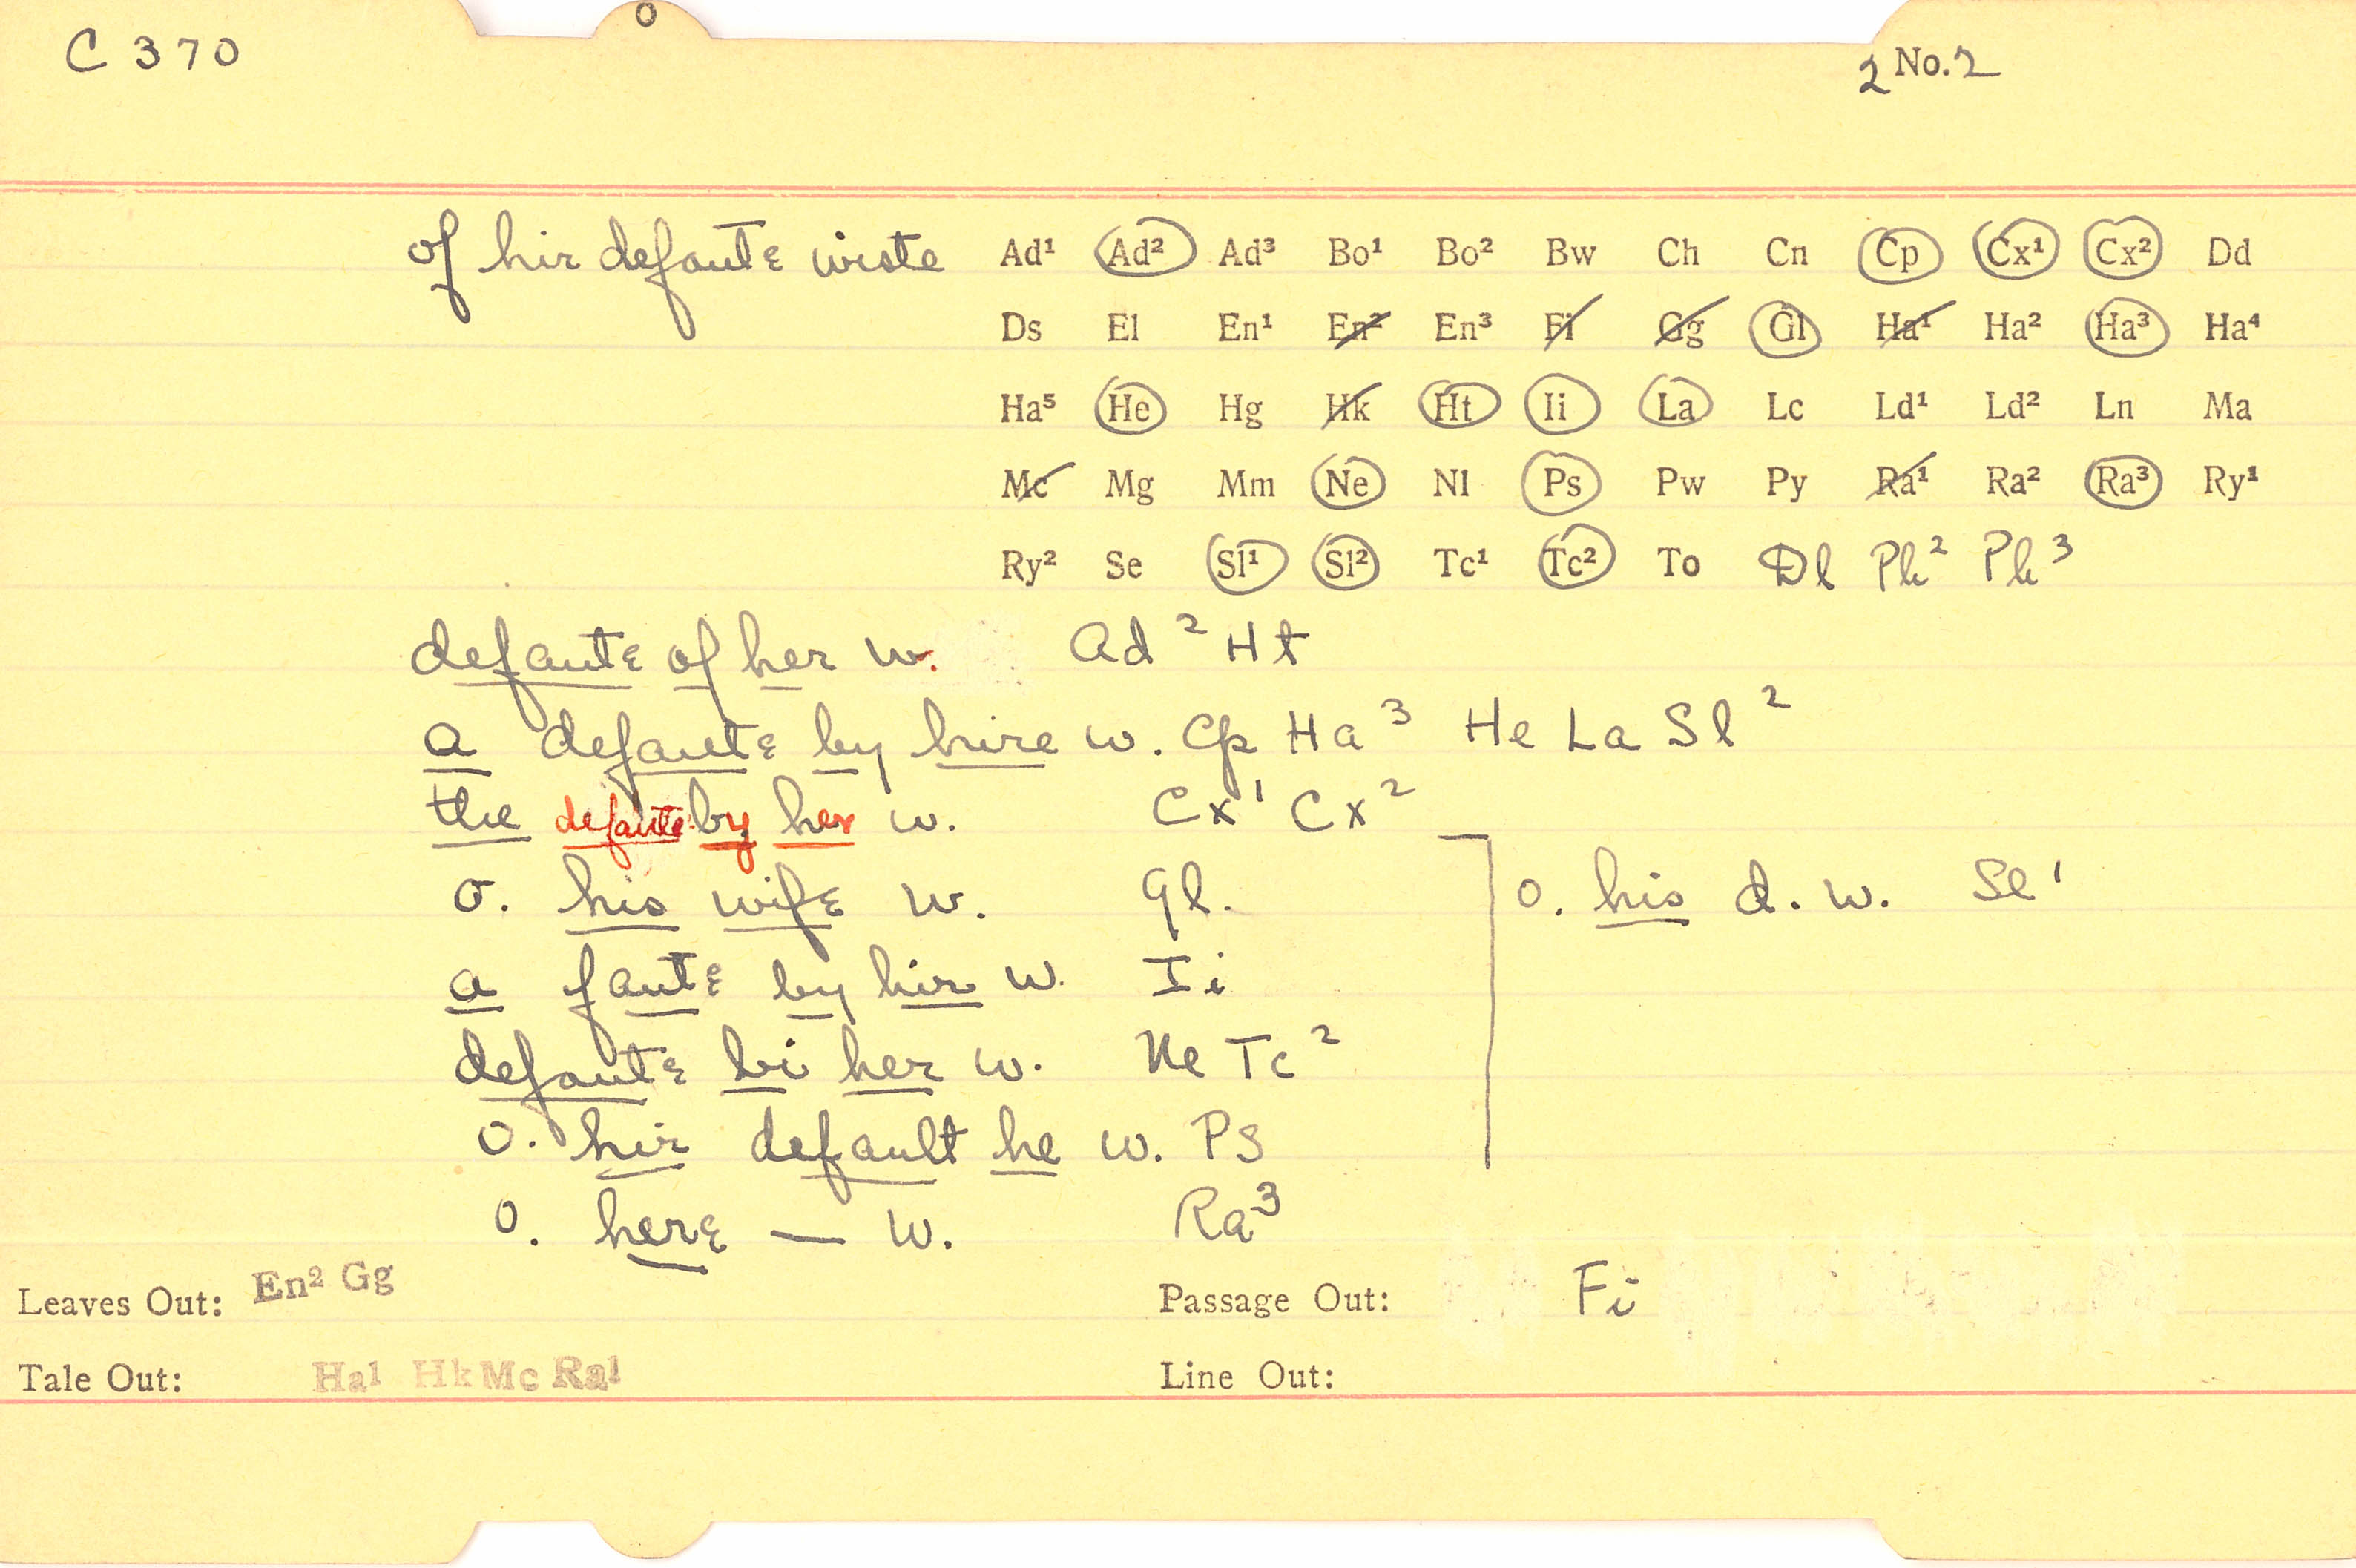 C 370
o
2 No. 2
of hir defaute wiste Ad¹ Ad² Ad³ Bo¹ Bo² Bw Ch Cn Cp Cx¹ Cx² Dd
Ds El En¹ En² En³ Fi Gg Gl Ha¹ Ha² Ha³ Ha⁴
Ha⁵ He Hg Hk Ht Ii La Lc Ld¹ Ld² Ln Ma
Mc Mg Mm Ne Nl Ps Pw Py Ra¹ Ra² Ra³ Ry¹
Ry² Se Sl¹ Sl² Tc¹ Tc² To Dl Ph² Ph³
defaute of her w. Ad² Ht
a defaute by hire w. Cp Ha³ He La Sl²
the defaute by her w. Cx¹ Cx²
o. his wife w. Gl. o. his d. w. Sl¹
a faute by hir w. Ii
defaute bi her w. Ne Tc²
o. hir default he w. Ps
o. here — w. Ra³
Leaves Out: En² Gg Passage Out: Fi
Tale Out: Ha¹ Hk Mc Ra¹ Line Out: